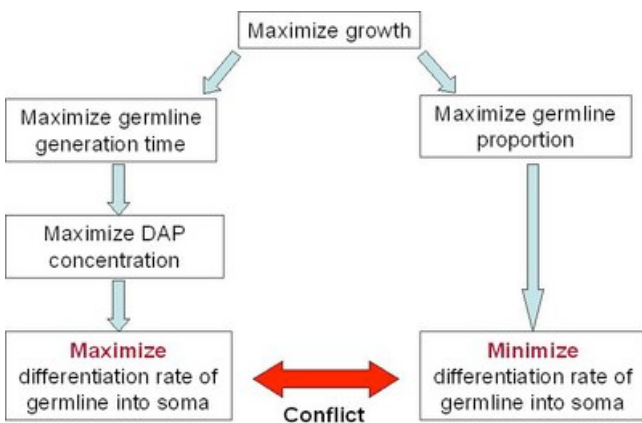 Maximize growth
Maximize germline
generation time
Maximize germline
proportion
Maximize DAP
concentration
Maximize
differentiation rate of
germline into soma
Minimize
differentiation rate of
germline into soma
Conflict